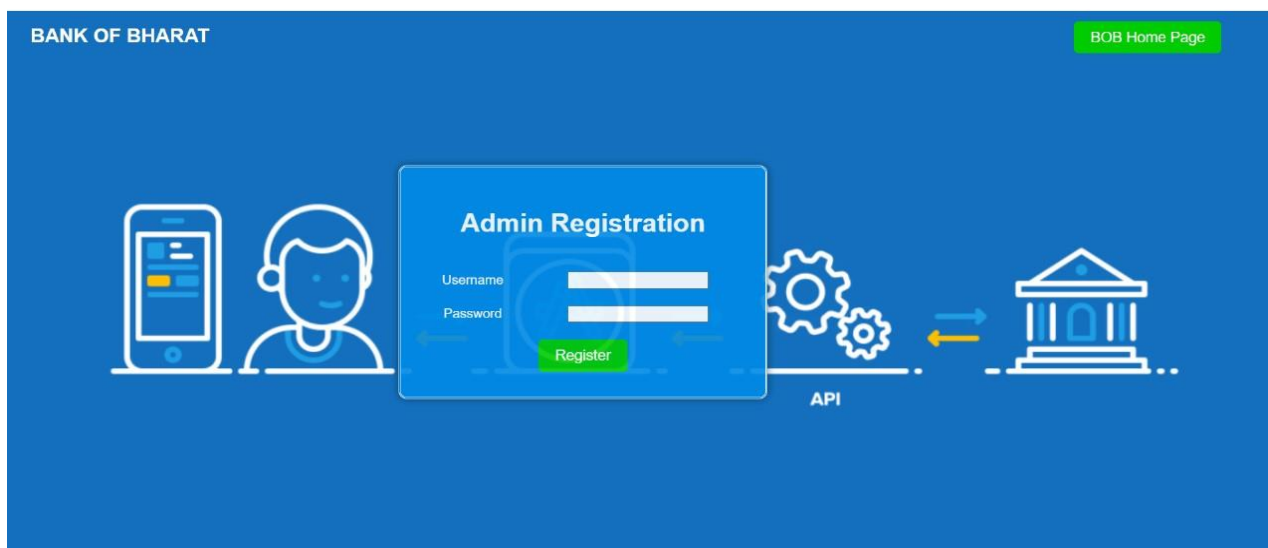 BANK OF BHARAT
BOB Home Page
Admin Registration
Username
Password
Register
API